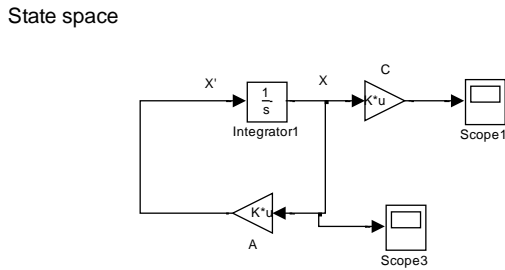 State space
X'
X
C
1
s
K*u
Integrator1
Scope1
K*u
A
Scope3